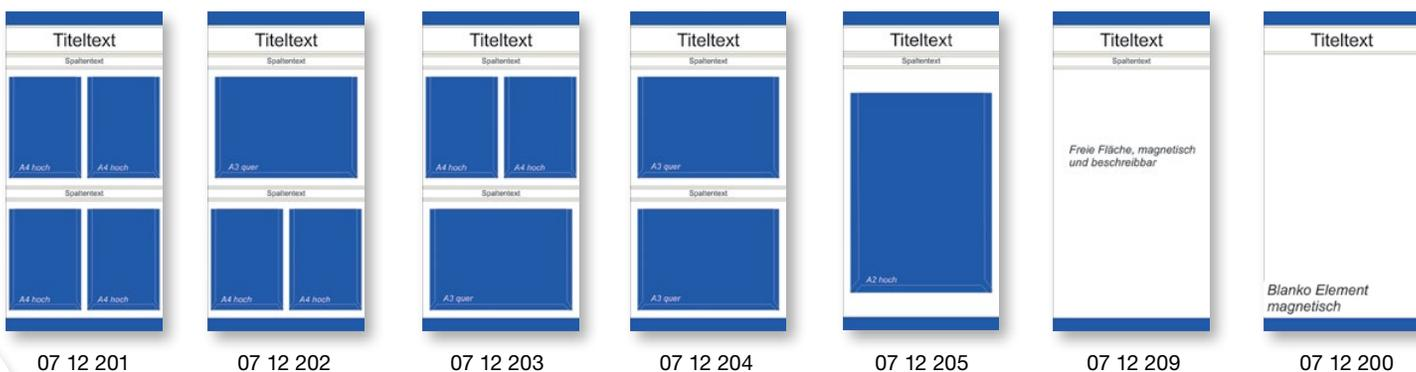 Titeltext
Spaltentext
A4 hoch
A4 hoch
Spaltentext
A4 hoch
A4 hoch
07 12 201
Titeltext
Spaltentext
A3 quer
Spaltentext
A4 hoch
A4 hoch
07 12 202
Titeltext
Spaltentext
A4 hoch
A4 hoch
Spaltentext
A3 quer
07 12 203
Titeltext
Spaltentext
A3 quer
Spaltentext
A3 quer
07 12 204
Titeltext
Spaltentext
A2 hoch
07 12 205
Titeltext
Spaltentext
Freie Fläche, magnetisch
und beschreibbar
07 12 209
Titeltext
Blanko Element
magnetisch
07 12 200